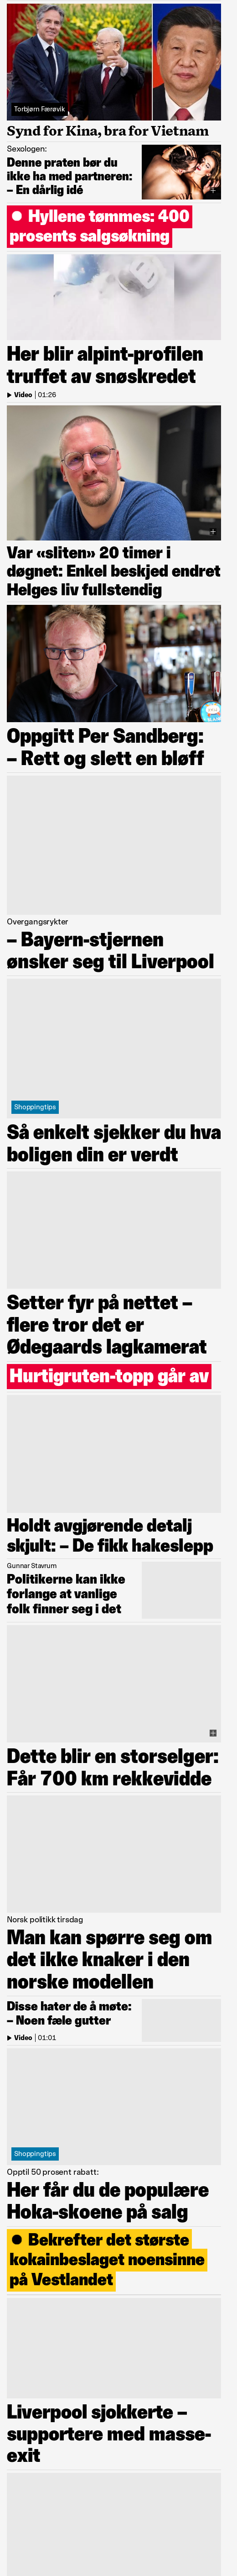 Torbjørn Færøvik
Synd for Kina, bra for Vietnam
Sexologen:
Denne praten bør du
ikke ha med partneren:
– En dårlig idé
Hyllene tømmes: 400
prosents salgsøkning
Her blir alpint-profilen
truffet av snøskredet
Video | 01:26
Var «sliten» 20 timer i
døgnet: Enkel beskjed endret
Helges liv fullstendig
Oppgitt Per Sandberg:
– Rett og slett en bløff
Overgangsrykter
– Bayern-stjernen
ønsker seg til Liverpool
Shoppingtips
Så enkelt sjekker du hva
boligen din er verdt
Setter fyr på nettet –
flere tror det er
Ødegaards lagkamerat
Hurtigruten-topp går av
Holdt avgjørende detalj
skjult: – De fikk hakeslepp
Gunnar Stavrum
Politikerne kan ikke
forlange at vanlige
folk finner seg i det
Dette blir en storselger:
Får 700 km rekkevidde
Norsk politikk tirsdag
Man kan spørre seg om
det ikke knaker i den
norske modellen
Disse hater de å møte:
– Noen fæle gutter
Video | 01:01
Shoppingtips
Opptil 50 prosent rabatt:
Her får du de populære
Hoka-skoene på salg
Bekrefter det største
kokainbeslaget noensinne
på Vestlandet
Liverpool sjokkerte –
supportere med masse-
exit